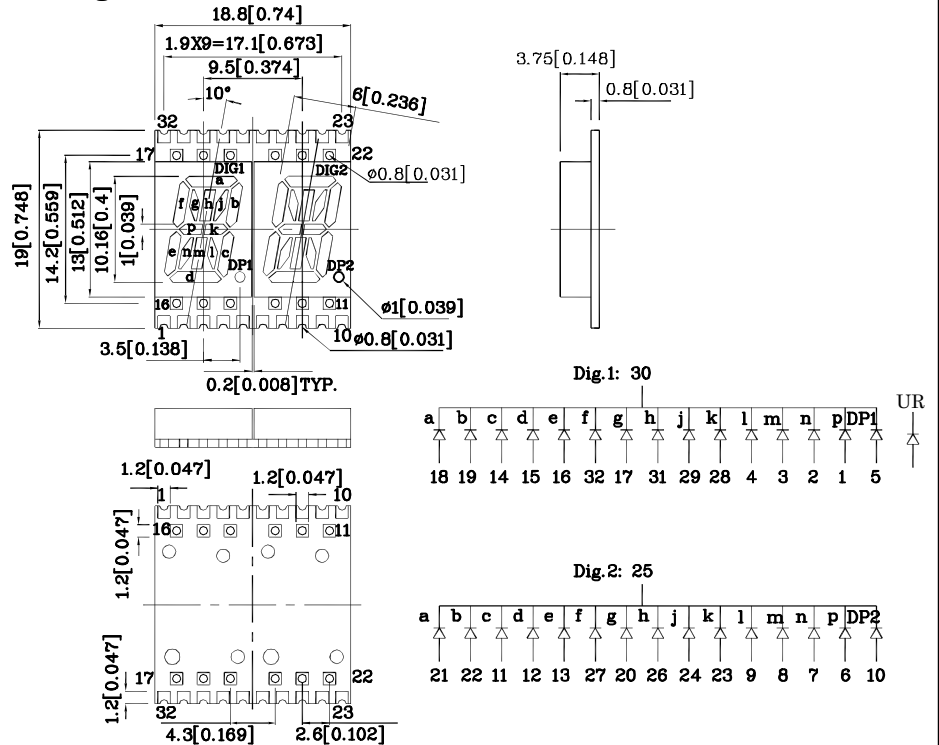 18.8[0.74]
1.9X9=17.1[0.673]
9.5[0.374]
10°
6[0.236]
32
23
17
22
DIG1
DIG2
ø0.8[0.031]
a
f g h j b
p k
e n m l c
d
DP1
DP2
19[0.748]
14.2[0.559]
13[0.512]
10.16[0.4]
1[0.039]
16
11
1
10
ø1[0.039]
ø0.8[0.031]
3.5[0.138]
0.2[0.008]TYP.
3.75[0.148]
0.8[0.031]
Dig.1: 30
a b c d e f g h j k l m n p DP1
18 19 14 15 16 32 17 31 29 28 4 3 2 1 5
UR
1.2[0.047]
1.2[0.047]
1
10
16
11
1.2[0.047]
1.2[0.047]
17
22
32
23
4.3[0.169]
2.6[0.102]
Dig.2: 25
a b c d e f g h j k l m n p DP2
21 22 11 12 13 27 20 26 24 23 9 8 7 6 10